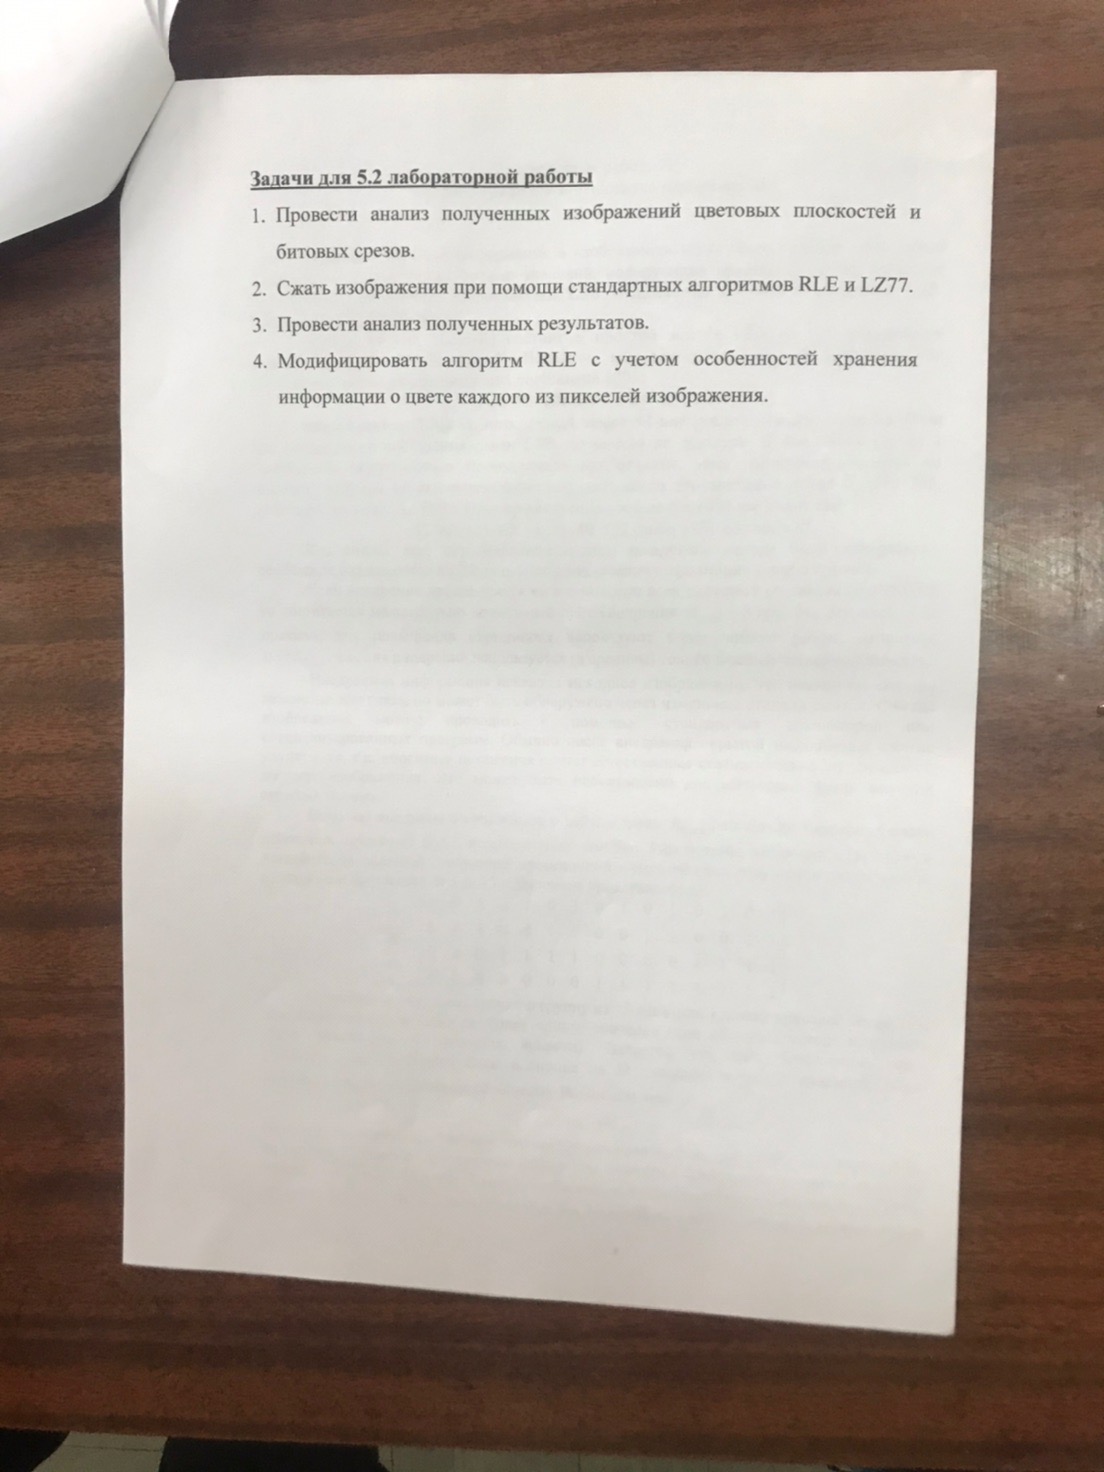 Задачи для 5.2 лабораторной работы
1. Провести анализ полученных изображений цветовых плоскостей и
битовых срезов.
2. Сжать изображения при помощи стандартных алгоритмов RLE и LZ77.
3. Провести анализ полученных результатов.
4. Модифицировать алгоритм RLE с учетом особенностей хранения
информации о цвете каждого из пикселей изображения.